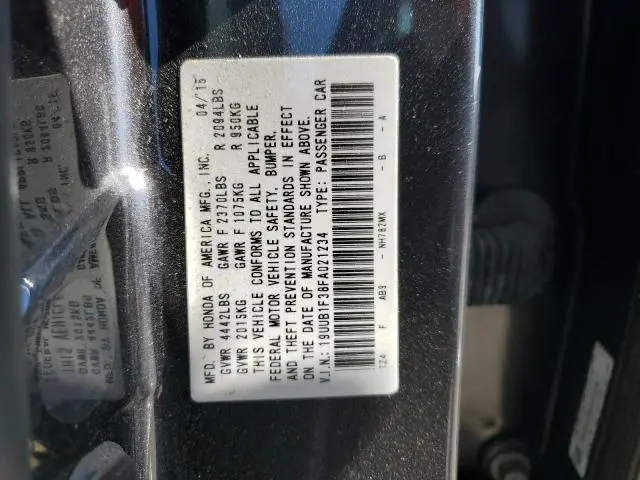 MFD. BY HONDA OF AMERICA MFG., INC. 04/15
GVWR 4442LBS GAWR F 2370LBS R 2094LBS
GVWR 2015KG GAWR F 1075KG R 950KG
THIS VEHICLE CONFORMS TO ALL APPLICABLE
FEDERAL MOTOR VEHICLE SAFETY, BUMPER,
AND THEFT PREVENTION STANDARDS IN EFFECT
ON THE DATE OF MANUFACTURE SHOWN ABOVE.
V.I.N.: 19UUB1F38FA021234 TYPE: PASSENGER CAR
TZ4 F AB9 - NH782MX - B - A